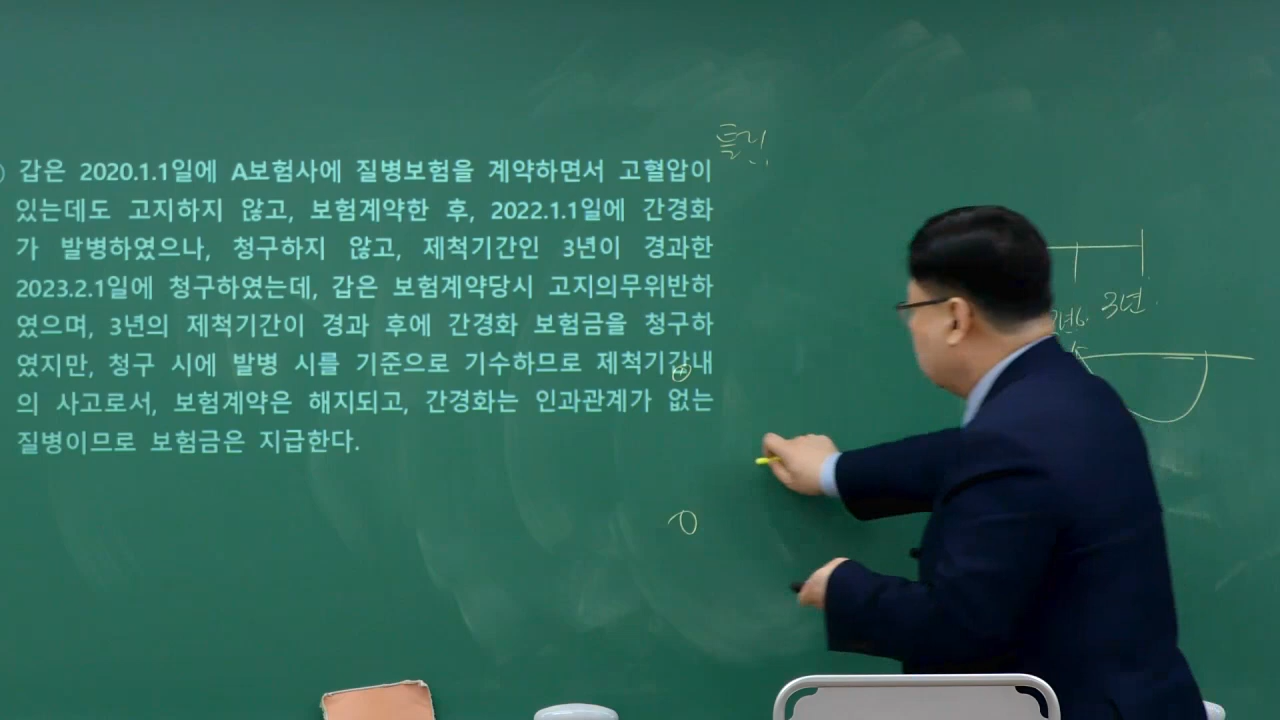 틀린
) 갑은 2020.1.1일에 A보험사에 질병보험을 계약하면서 고혈압이
있는데도 고지하지 않고, 보험계약한 후, 2022.1.1일에 간경화
가 발병하였으나, 청구하지 않고, 제척기간인 3년이 경과한
2023.2.1일에 청구하였는데, 갑은 보험계약당시 고지의무위반하
였으며, 3년의 제척기간이 경과 후에 간경화 보험금을 청구하
였지만, 청구 시에 발병 시를 기준으로 기수하므로 제척기간내
의 사고로서, 보험계약은 해지되고, 간경화는 인과관계가 없는
질병이므로 보험금은 지급한다.
3년